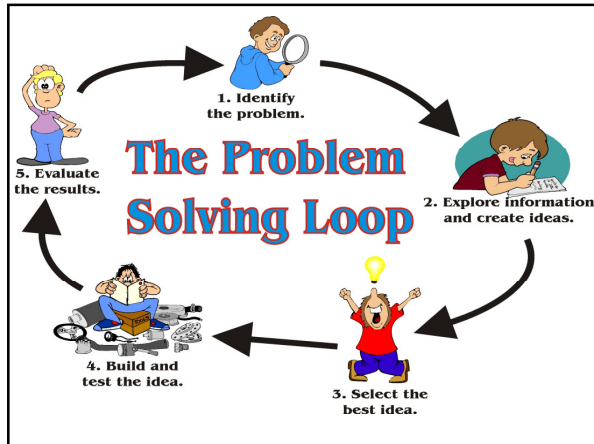 The Problem
Solving Loop
1. Identify
the problem.
2. Explore information
and create ideas.
3. Select the
best idea.
4. Build and
test the idea.
5. Evaluate
the results.